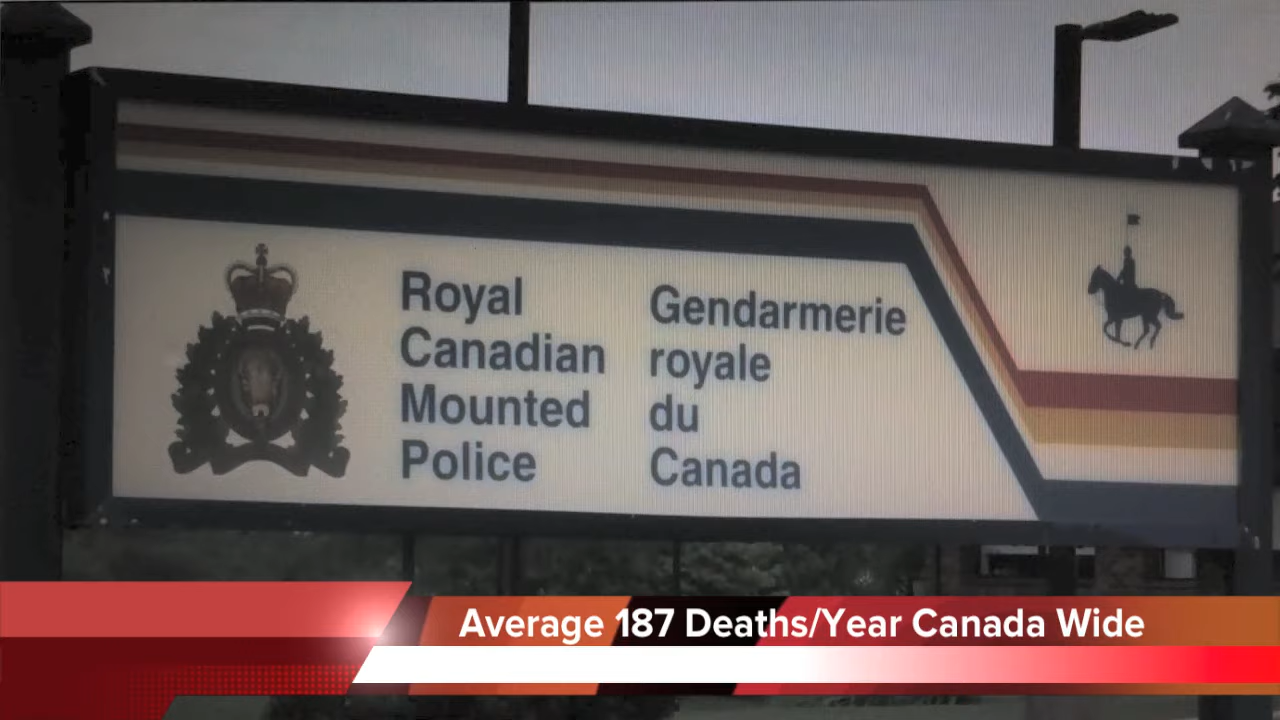 Royal
Canadian
Mounted
Police
Gendarmerie
royale
du
Canada
Average 187 Deaths/Year Canada Wide